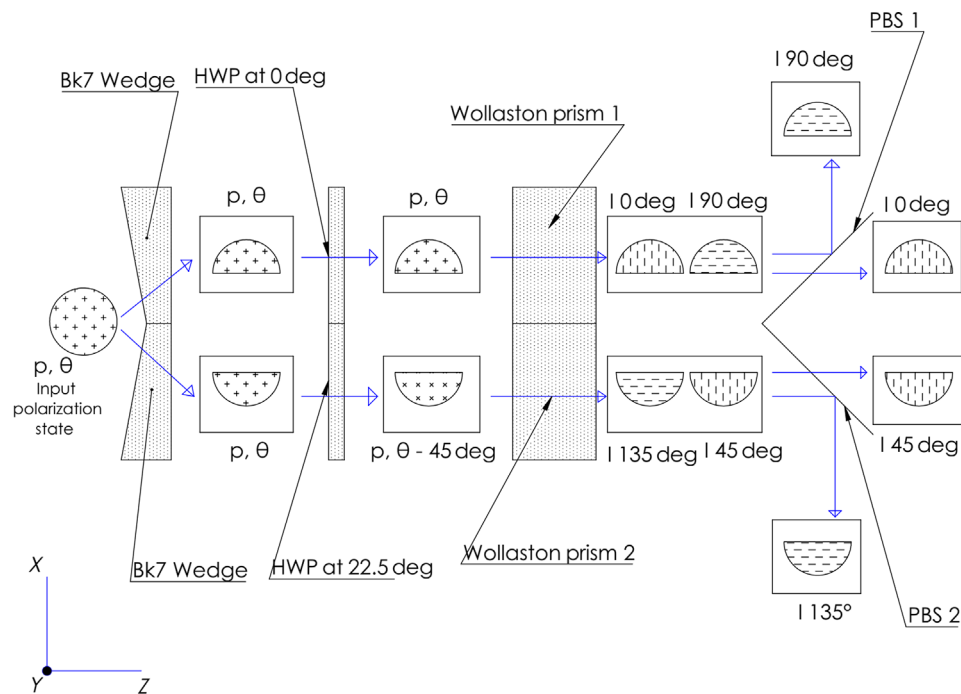 PBS 1
I 90 deg
Bk7 Wedge
HWP at 0 deg
Wollaston prism 1
p, θ
p, θ
I 0 deg
I 90 deg
I 0 deg
p, θ
Input
polarization
state
p, θ
p, θ - 45 deg
I 135 deg
I 45 deg
I 45 deg
Bk7 Wedge
HWP at 22.5 deg
Wollaston prism 2
I 135º
PBS 2
X
Y
Z